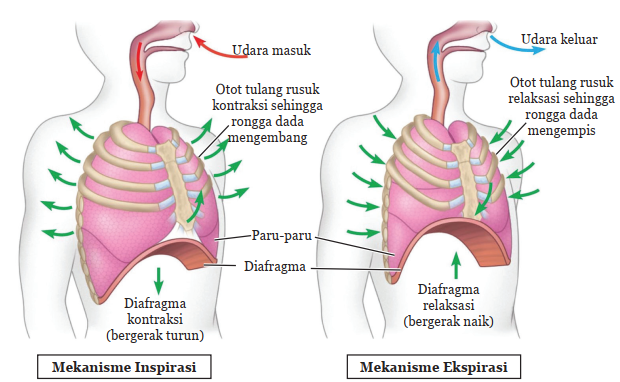 Udara masuk
Otot tulang rusuk
kontraksi sehingga
rongga dada
mengembang
Paru-paru
Diafragma
Diafragma
kontraksi
(bergerak turun)
Mekanisme Inspirasi
Udara keluar
Otot tulang rusuk
relaksasi sehingga
rongga dada
mengempis
Diafragma
relaksasi
(bergerak naik)
Mekanisme Ekspirasi